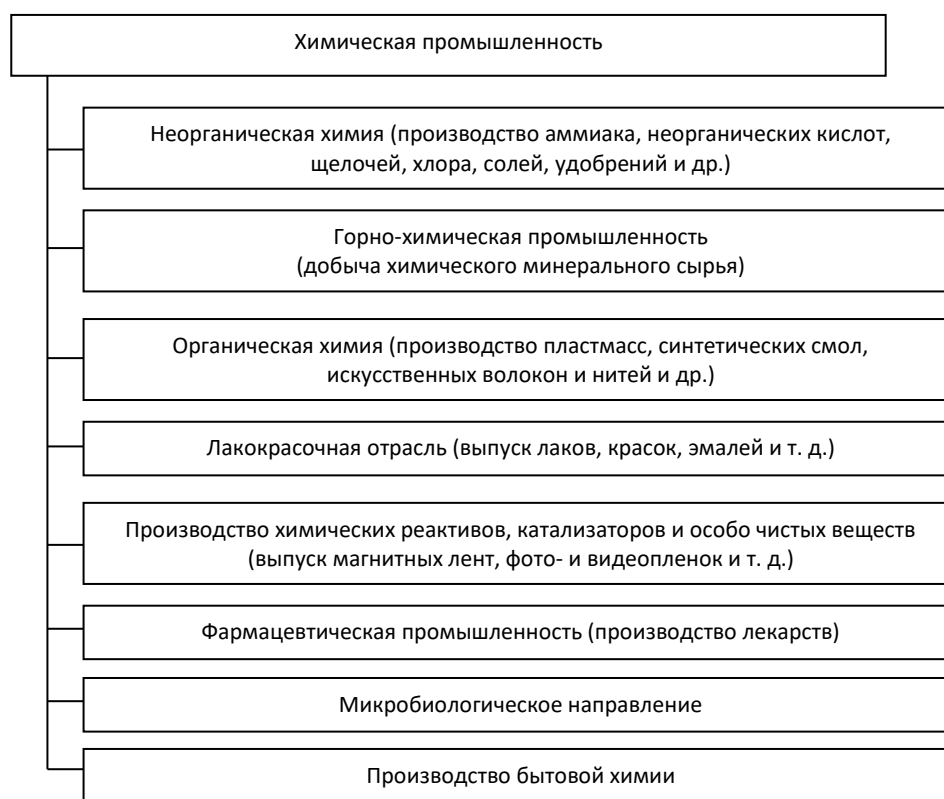 Химическая промышленность
Неорганическая химия (производство аммиака, неорганических кислот,
щелочей, хлора, солей, удобрений и др.)
Горно-химическая промышленность
(добыча химического минерального сырья)
Органическая химия (производство пластмасс, синтетических смол,
искусственных волокон и нитей и др.)
Лакокрасочная отрасль (выпуск лаков, красок, эмалей и т. д.)
Производство химических реактивов, катализаторов и особо чистых веществ
(выпуск магнитных лент, фото- и видеопленок и т. д.)
Фармацевтическая промышленность (производство лекарств)
Микробиологическое направление
Производство бытовой химии